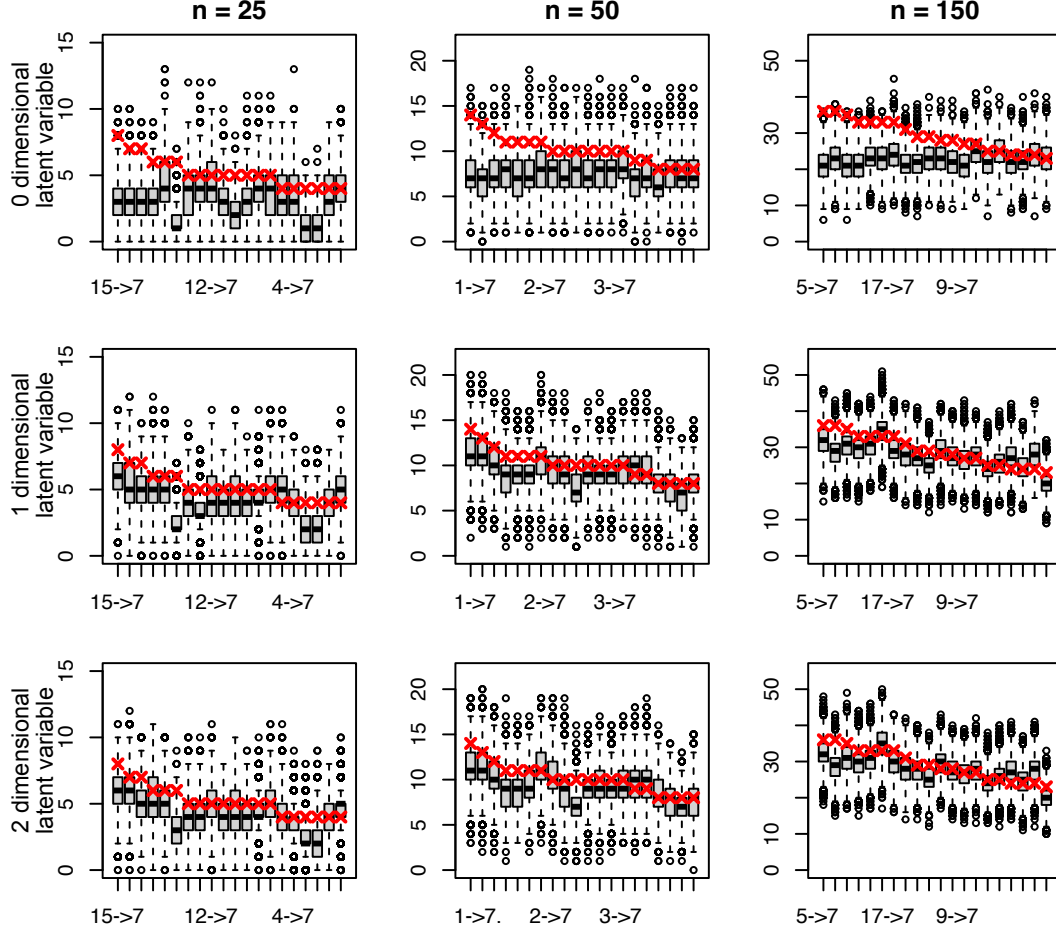 n = 25
n = 50
n = 150
0 dimensional
latent variable
0 5 10 15
15->7 12->7 4->7
0 5 10 15 20
1->7 2->7 3->7
0 10 30 50
5->7 17->7 9->7
1 dimensional
latent variable
0 5 10 15
15->7 12->7 4->7
0 5 10 15 20
1->7 2->7 3->7
0 10 30 50
5->7 17->7 9->7
2 dimensional
latent variable
0 5 10 15
15->7 12->7 4->7
0 5 10 15 20
1->7. 2->7 3->7
0 10 30 50
5->7 17->7 9->7